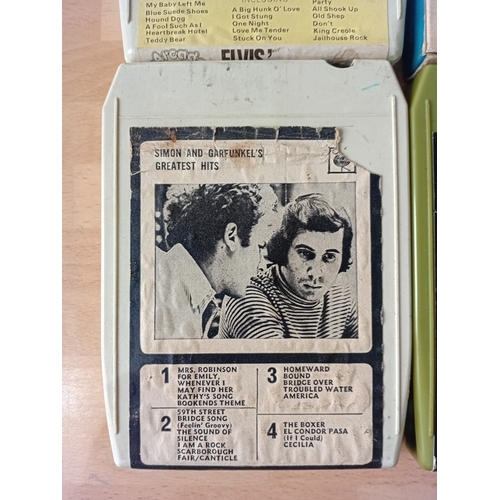 My Baby Left Me
Blue Suede Shoes
Hound Dog
A Fool Such As I
Heartbreak Hotel
Teddy Bear
INCLUDING
A Big Hunk O' Love
I Got Stung
One Night
Love Me Tender
Stuck On You
Party
All Shook Up
Old Shep
Don't
King Creole
Jailhouse Rock
ELVIS'
SIMON AND GARFUNKEL'S
GREATEST HITS
1 MRS. ROBINSON
FOR EMILY,
WHENEVER I
MAY FIND HER
KATHY'S SONG
BOOKENDS THEME
2 59TH STREET
BRIDGE SONG
(Feelin' Groovy)
THE SOUND OF
SILENCE
I AM A ROCK
SCARBOROUGH
FAIR/CANTICLE
3 HOMEWARD
BOUND
BRIDGE OVER
TROUBLED WATER
AMERICA
4 THE BOXER
EL CONDOR PASA
(If I Could)
CECILIA